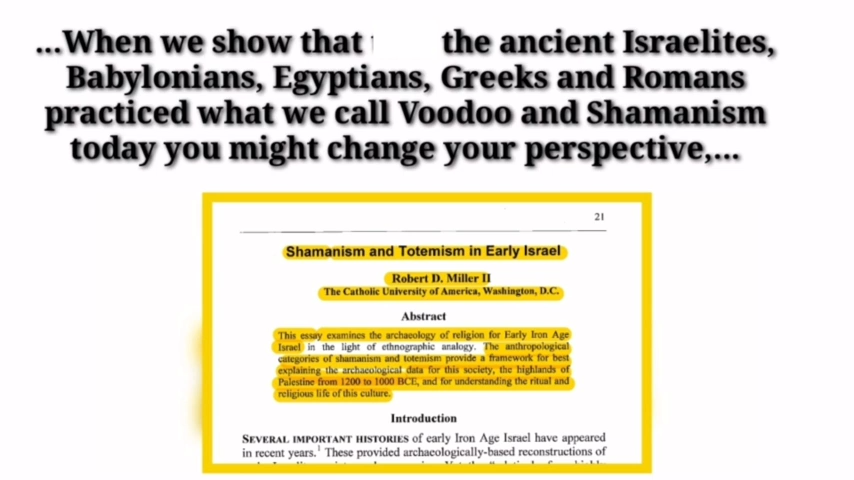 ...When we show that the ancient Israelites,
Babylonians, Egyptians, Greeks and Romans
practiced what we call Voodoo and Shamanism
today you might change your perspective,...
21
Shamanism and Totemism in Early Israel
Robert D. Miller II
The Catholic University of America, Washington, D.C.
Abstract
This essay examines the archaeology of religion for Early Iron Age
Israel in the light of ethnographic analogy. The anthropological
categories of shamanism and totemism provide a framework for best
explaining the archaeological data for this society, the highlands of
Palestine from 1200 to 1000 BCE, and for understanding the ritual and
religious life of this culture.
Introduction
SEVERAL IMPORTANT HISTORIES of early Iron Age Israel have appeared
in recent years.1 These provided archaeologically-based reconstructions of